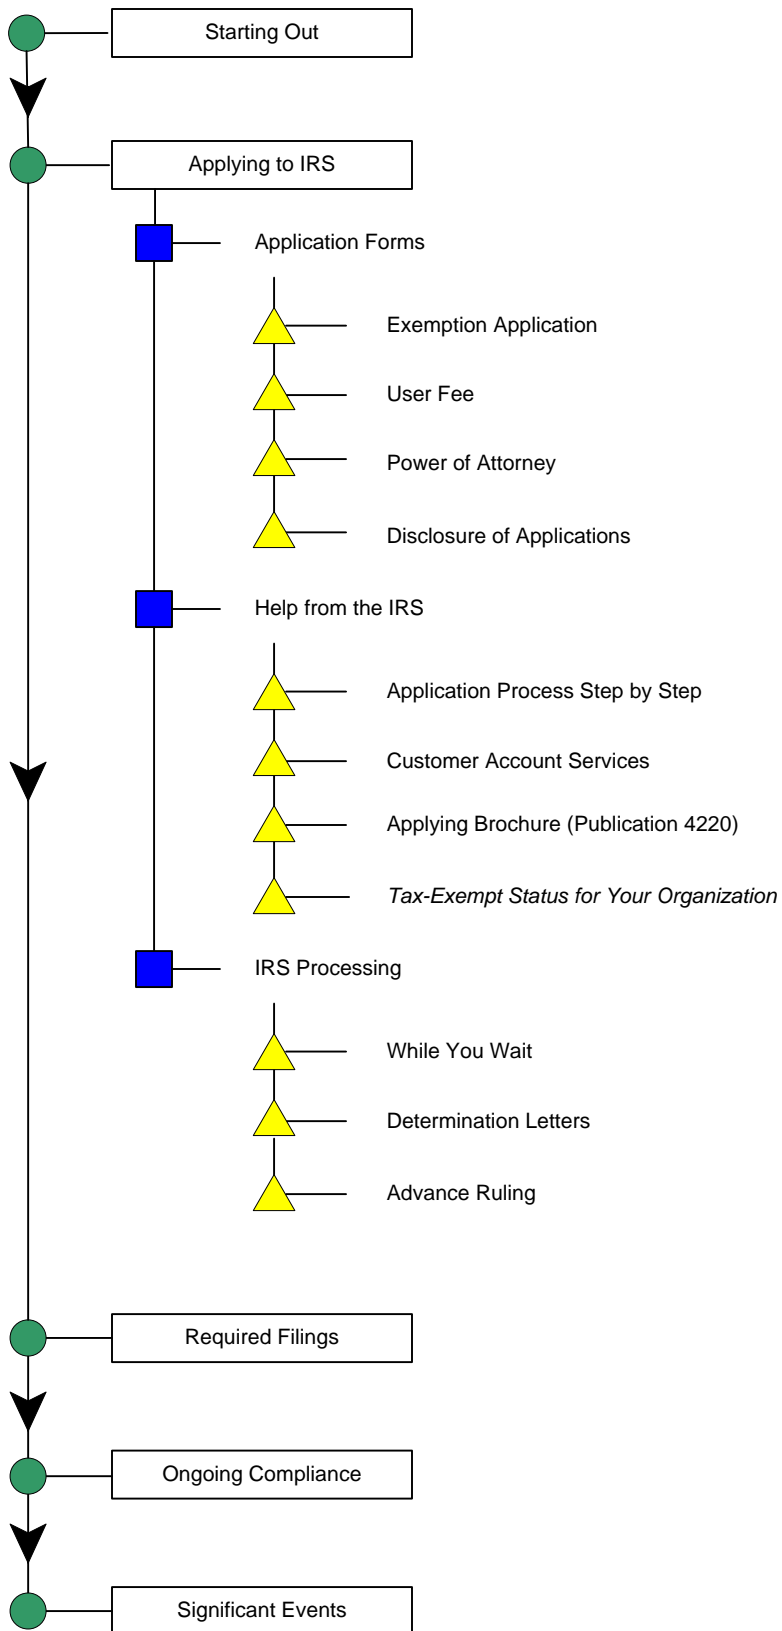 Starting Out
Applying to IRS
Application Forms
Exemption Application
User Fee
Power of Attorney
Disclosure of Applications
Help from the IRS
Application Process Step by Step
Customer Account Services
Applying Brochure (Publication 4220)
Tax-Exempt Status for Your Organization
IRS Processing
While You Wait
Determination Letters
Advance Ruling
Required Filings
Ongoing Compliance
Significant Events